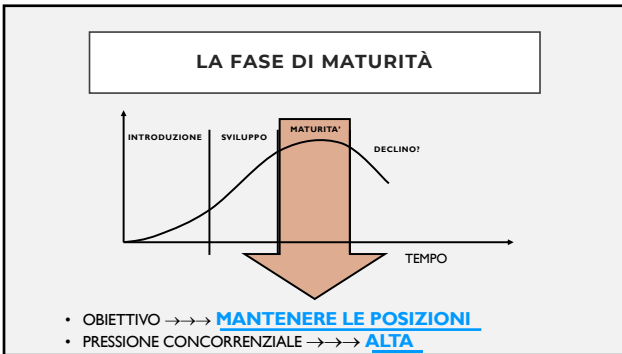 LA FASE DI MATURITÀ
INTRODUZIONE SVILUPPO MATURITA' DECLINO?
TEMPO
• OBIETTIVO →→→ MANTENERE LE POSIZIONI
• PRESSIONE CONCORRENZIALE →→→ ALTA